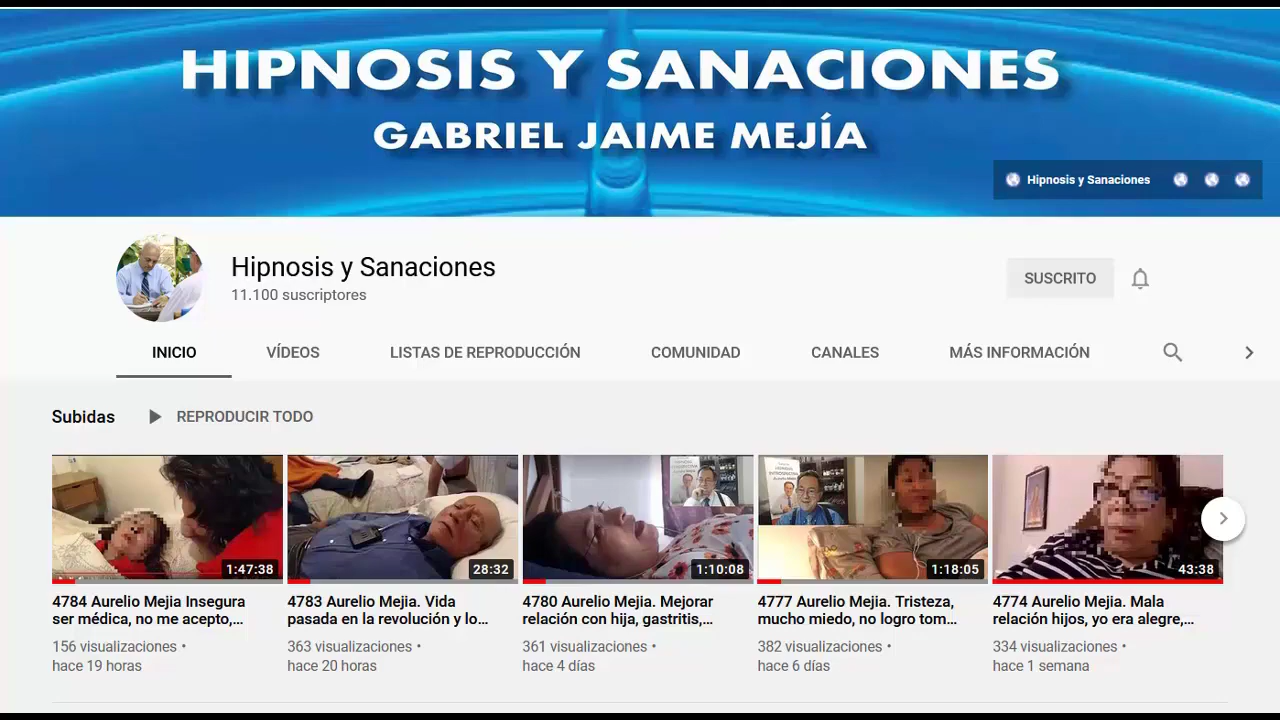 HIPNOSIS Y SANACIONES
GABRIEL JAIME MEJÍA
Hipnosis y Sanaciones
Hipnosis y Sanaciones
11.100 suscriptores
SUSCRITO
INICIO VÍDEOS LISTAS DE REPRODUCCIÓN COMUNIDAD CANALES MÁS INFORMACIÓN
Subidas REPRODUCIR TODO
1:47:38 28:32 1:10:08 1:18:05 43:38
4784 Aurelio Mejia Insegura
ser médica, no me acepto,...
156 visualizaciones •
hace 19 horas
4783 Aurelio Mejia. Vida
pasada en la revolución y lo...
363 visualizaciones •
hace 20 horas
4780 Aurelio Mejia. Mejorar
relación con hija, gastritis,...
361 visualizaciones •
hace 4 días
4777 Aurelio Mejia. Tristeza,
mucho miedo, no logro tom...
382 visualizaciones •
hace 6 días
4774 Aurelio Mejia. Mala
relación hijos, yo era alegre,...
334 visualizaciones •
hace 1 semana